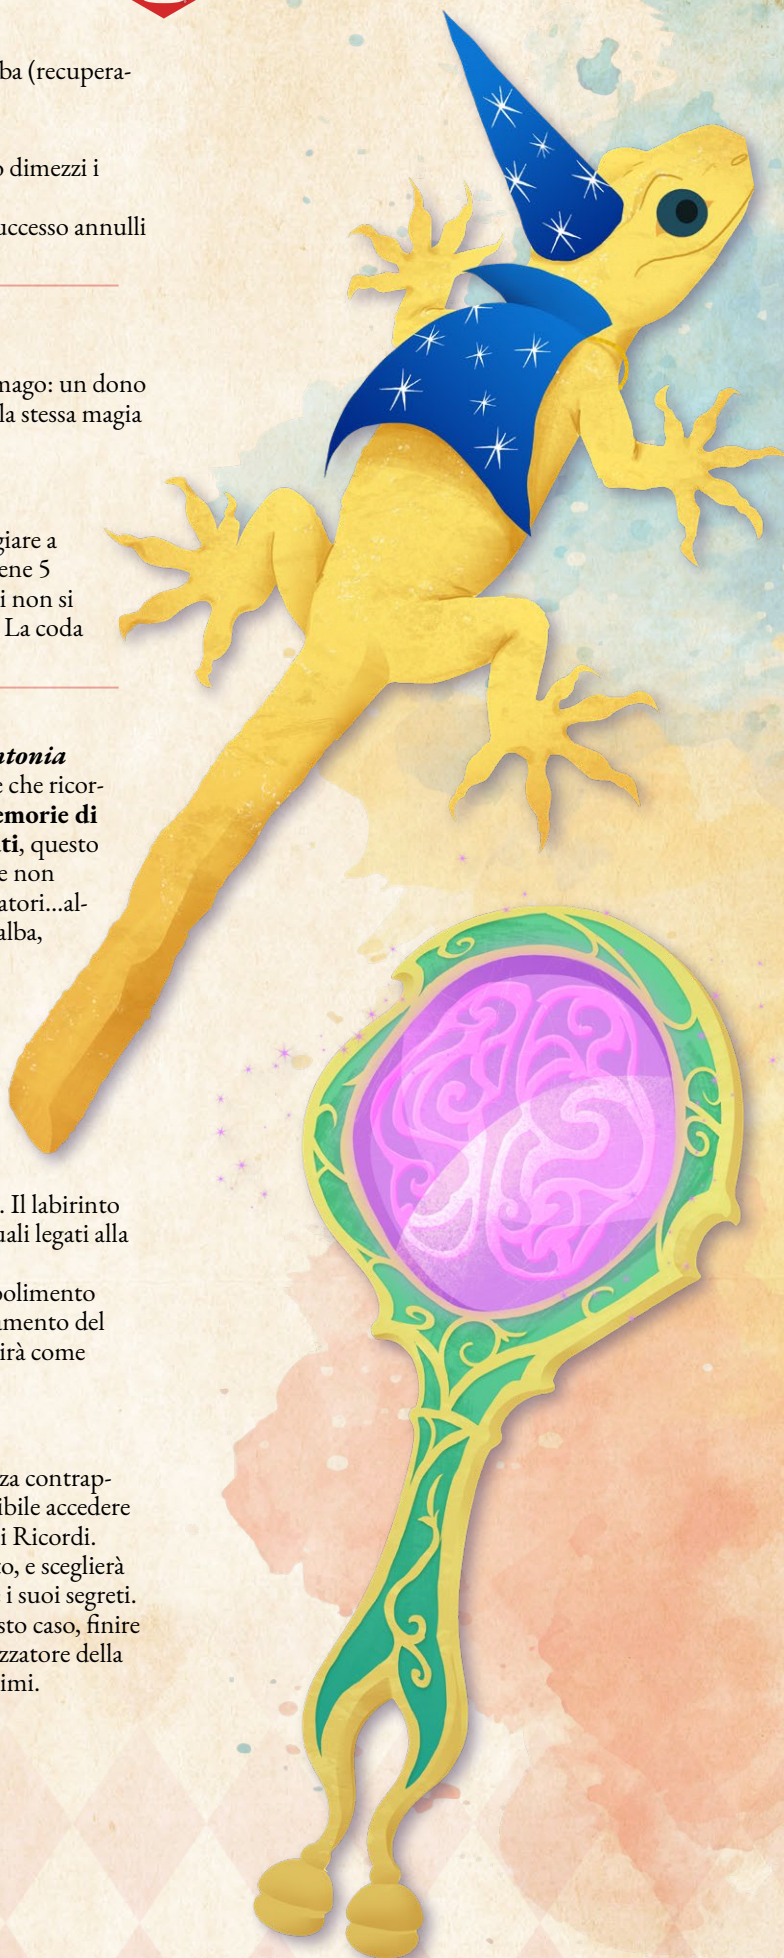 ba (recupera-
o dimezzi i
uccesso annulli
mago: un dono
la stessa magia
giare a
ene 5
i non si
La coda
ntonia
e che ricor-
emorie di
ti, questo
e non
atori...al-
alba,
. Il labirinto
uali legati alla
polimento
amento del
irà come
za contrap-
ibile accedere
i Ricordi.
o, e sceglierà
i suoi segreti.
sto caso, finire
zzatore della
imi.